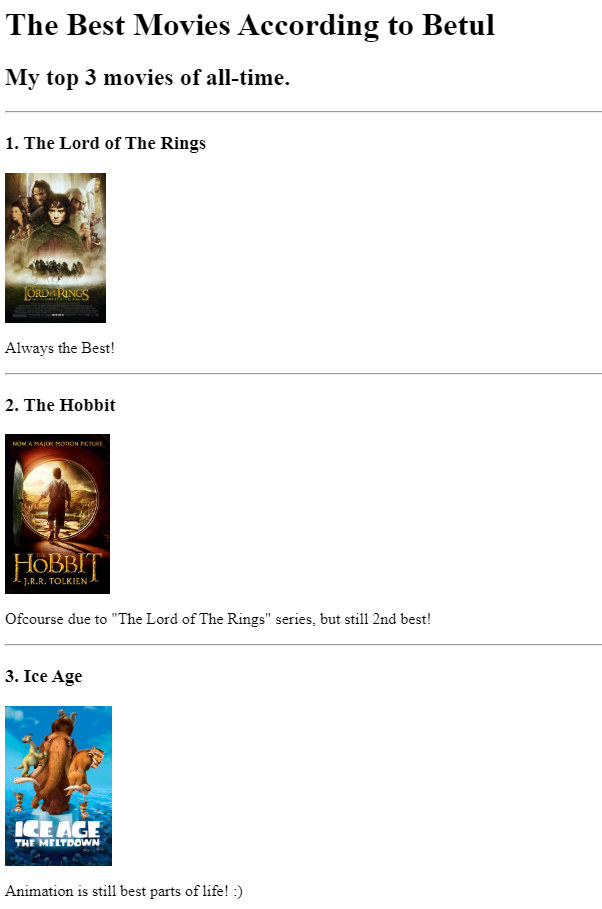 The Best Movies According to Betul
My top 3 movies of all-time.
1. The Lord of The Rings
THE
LORD OF THE RINGS
Always the Best!
2. The Hobbit
NOW A MAJOR MOTION PICTURE
THE
HOBBIT
J.R.R. TOLKIEN
Ofcourse due to "The Lord of The Rings" series, but still 2nd best!
3. Ice Age
ICE AGE
THE MELTDOWN
Animation is still best parts of life! :)